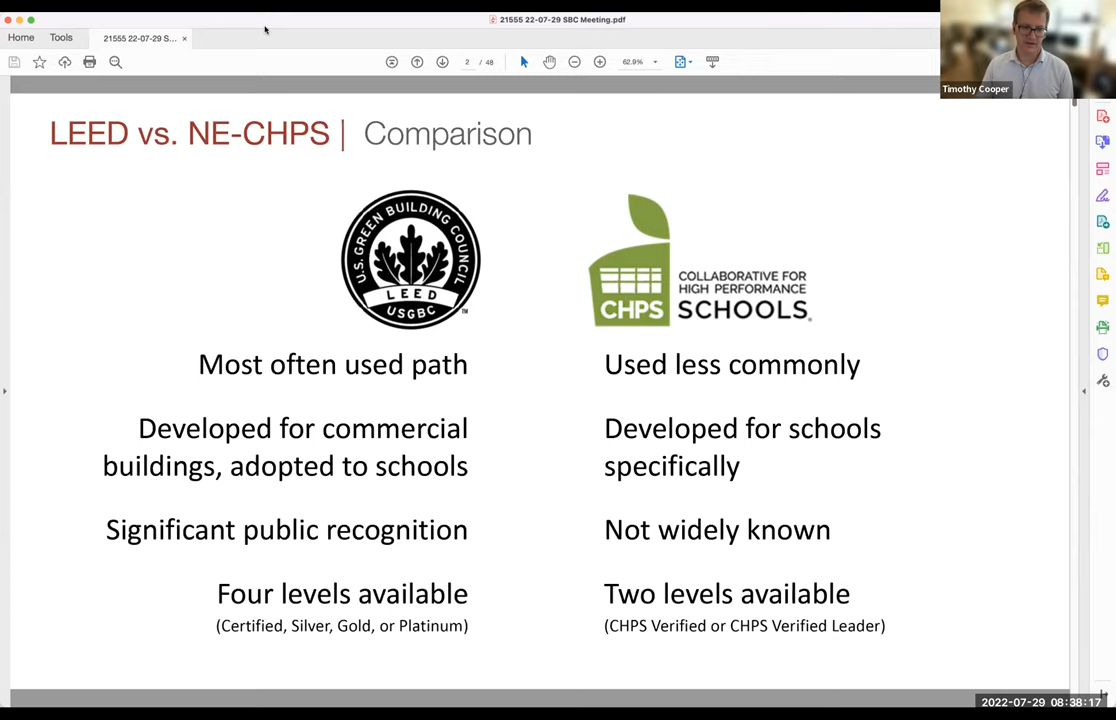 21555 22-07-29 SBC Meeting.pdf
Home
Tools
21555 22-07-29 S...
×
2 / 48
62.9%
Timothy Cooper
LEED vs. NE-CHPS | Comparison
U.S. GREEN BUILDING COUNCIL
LEED
USGBC
TM
CHPS
COLLABORATIVE FOR
HIGH PERFORMANCE
SCHOOLS.
Most often used path
Used less commonly
Developed for commercial
buildings, adopted to schools
Developed for schools
specifically
Significant public recognition
Not widely known
Four levels available
(Certified, Silver, Gold, or Platinum)
Two levels available
(CHPS Verified or CHPS Verified Leader)
2022-07-29 08:38:17